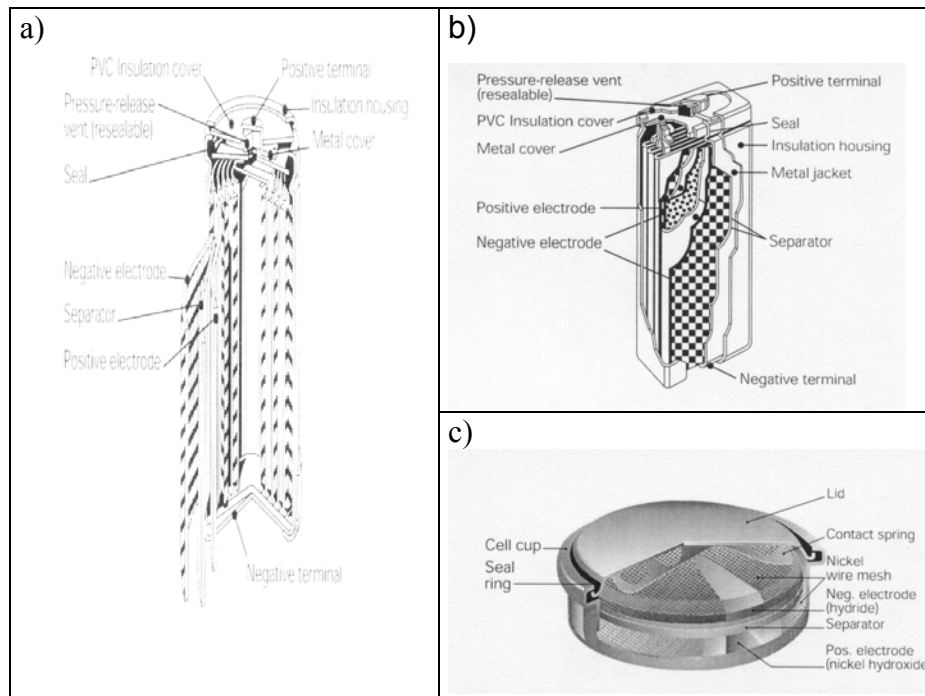 a)
PVC Insulation cover
Positive terminal
Pressure-release
vent (resealable)
Insulation housing
Metal cover
Seal
Negative electrode
Separator
Positive electrode
Negative terminal
b)
Pressure-release vent
(resealable)
Positive terminal
PVC Insulation cover
Seal
Metal cover
Insulation housing
Metal jacket
Positive electrode
Negative electrode
Separator
Negative terminal
c)
Lid
Cell cup
Contact spring
Seal
ring
Nickel
wire mesh
Neg. electrode
(hydride)
Separator
Pos. electrode
(nickel hydroxide